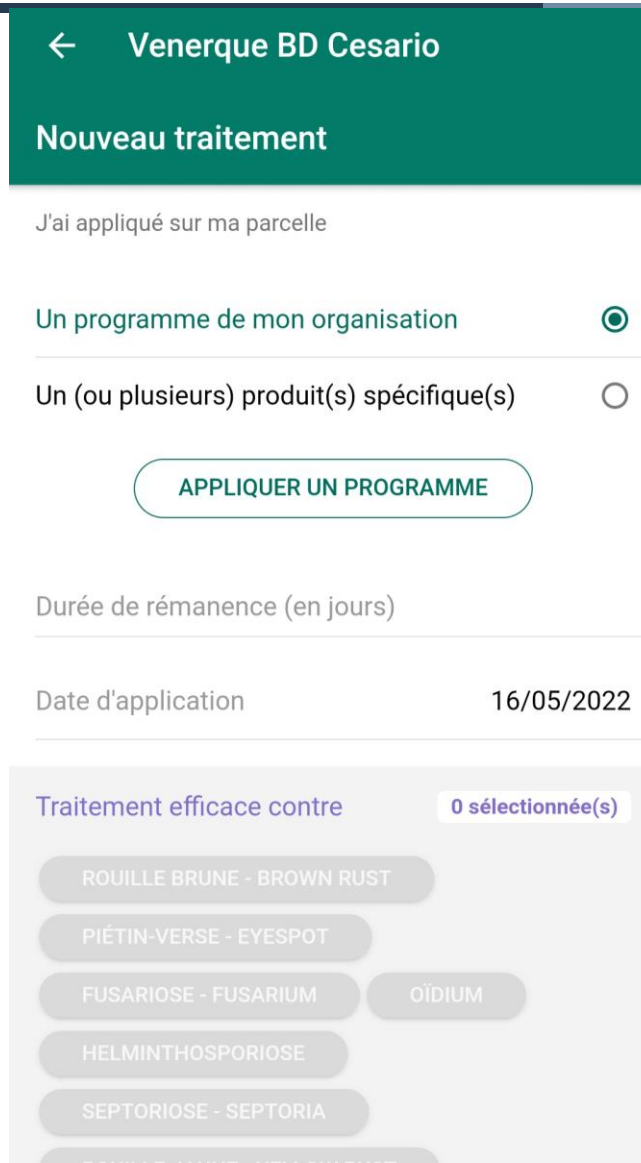 Venerque BD Cesario
Nouveau traitement
J'ai appliqué sur ma parcelle
Un programme de mon organisation
Un (ou plusieurs) produit(s) spécifique(s)
APPLIQUER UN PROGRAMME
Durée de rémanence (en jours)
Date d'application 16/05/2022
Traitement efficace contre 0 sélectionnée(s)
ROUILLE BRUNE - BROWN RUST
PIÉTIN-VERSE - EYESPOT
FUSARIOSE - FUSARIUM OÏDIUM
HELMINTHOSPORIOSE
SEPTORIOSE - SEPTORIA